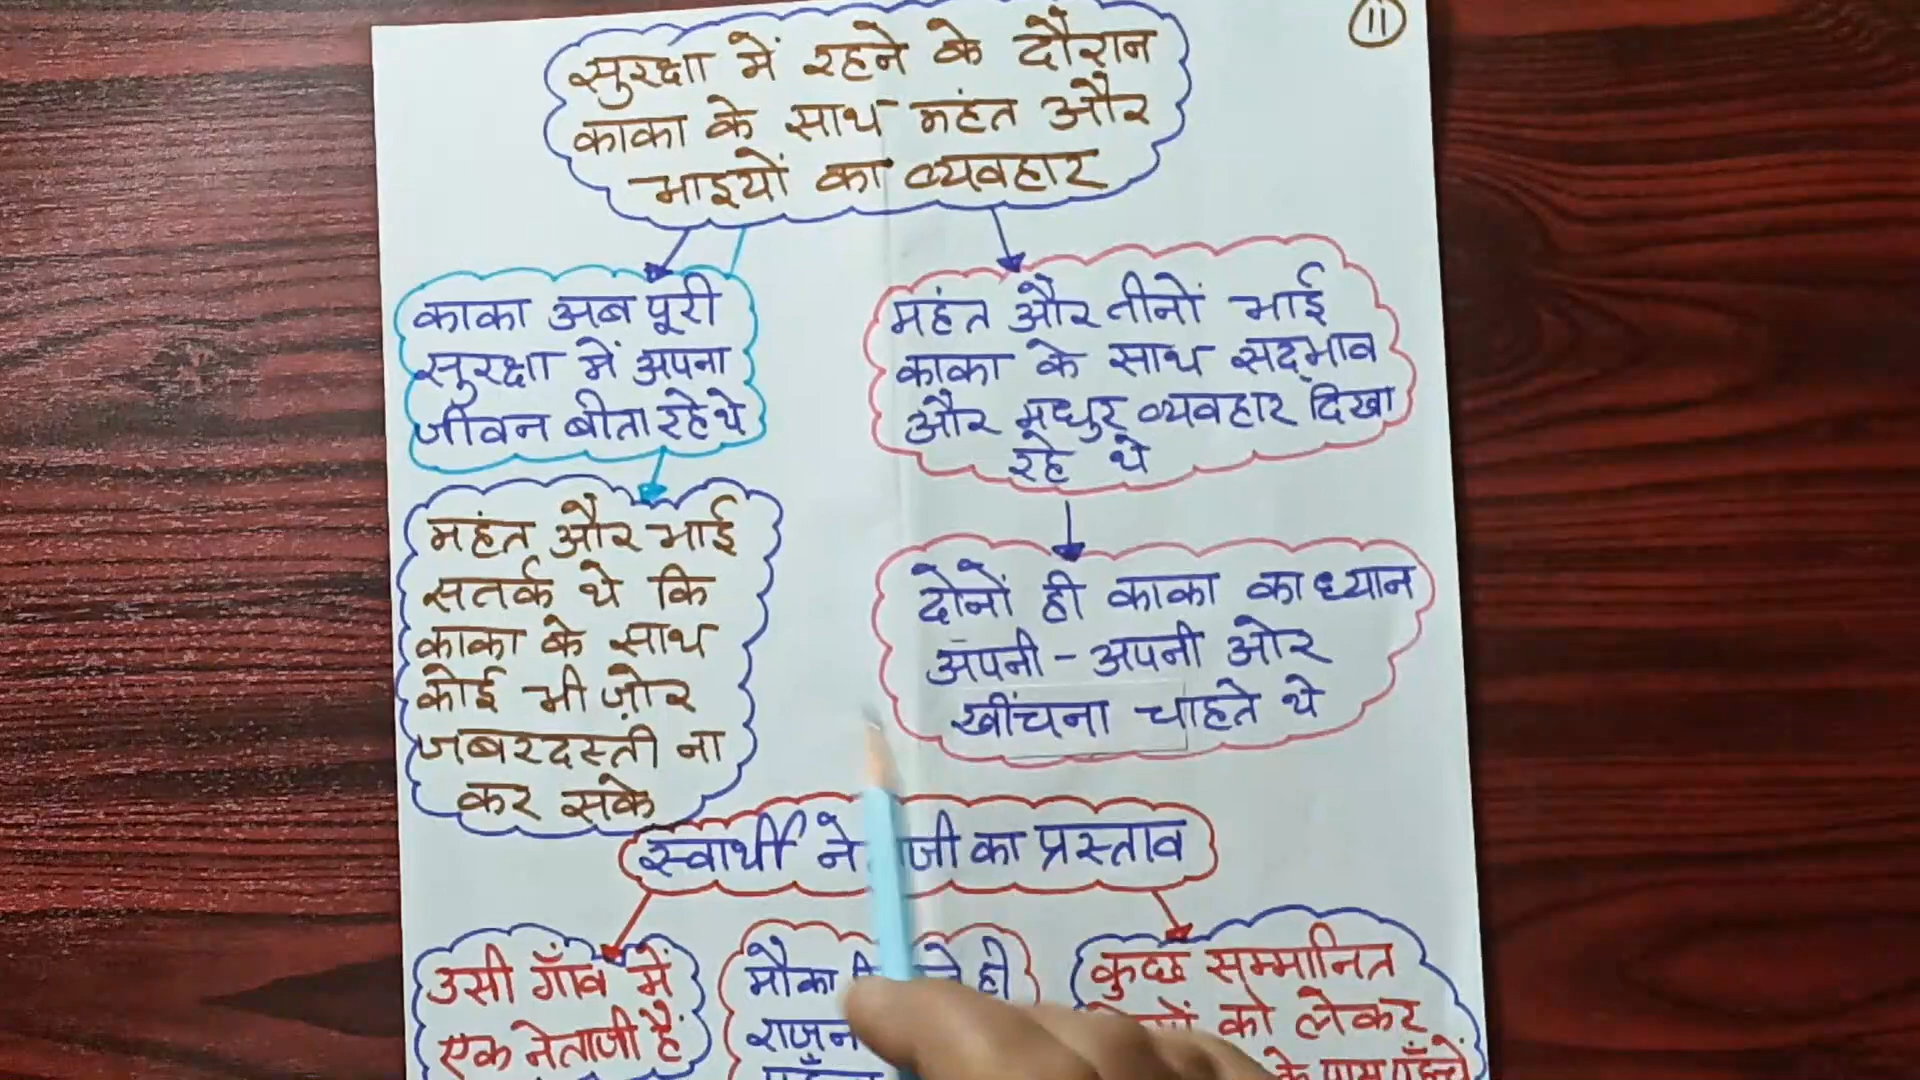 11
सुरक्षा में रहने के दौरान
काका के साथ महंत और
भाइयों का व्यवहार
काका अब पूरी
सुरक्षा में अपना
जीवन बीता रहे थे
महंत और तीनों भाई
काका के साथ सद्भाव
और मधुर व्यवहार दिखा
रहे थे
महंत और भाई
सतर्क थे कि
काका के साथ
कोई भी ज़ोर
जबरदस्ती ना
कर सके
दोनों ही काका का ध्यान
अपनी - अपनी ओर
खींचना चाहते थे
स्वार्थी का प्रस्ताव
उसी गाँव में
एक नेताजी हैं
मौका ही
कुछ सम्मानित
को लेकर
के पास पहुँचे